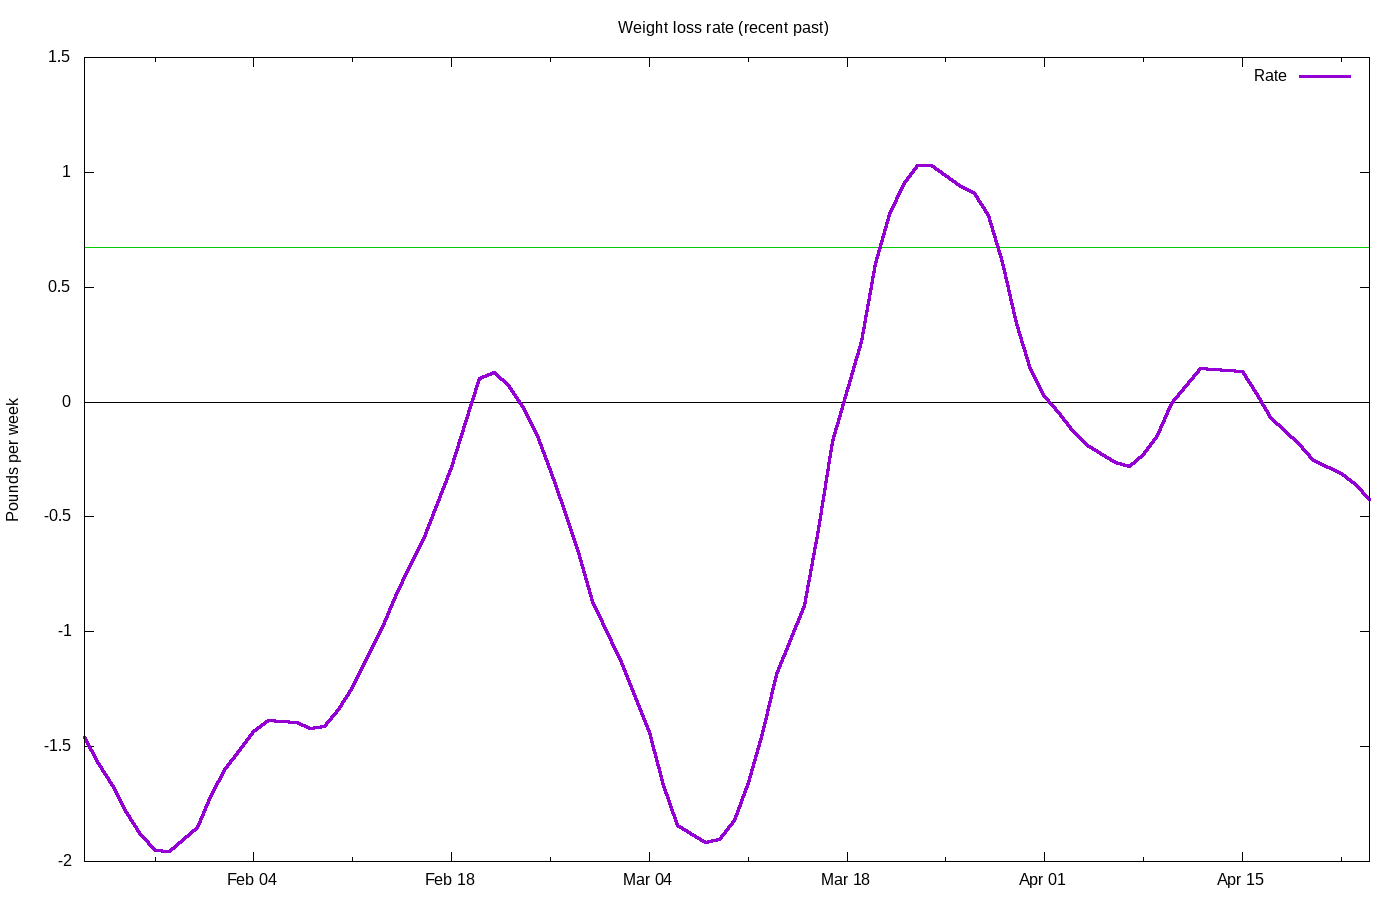 Weight loss rate (recent past)
Rate
1.5
1
0.5
0
-0.5
-1
-1.5
-2
Pounds per week
Feb 04
Feb 18
Mar 04
Mar 18
Apr 01
Apr 15